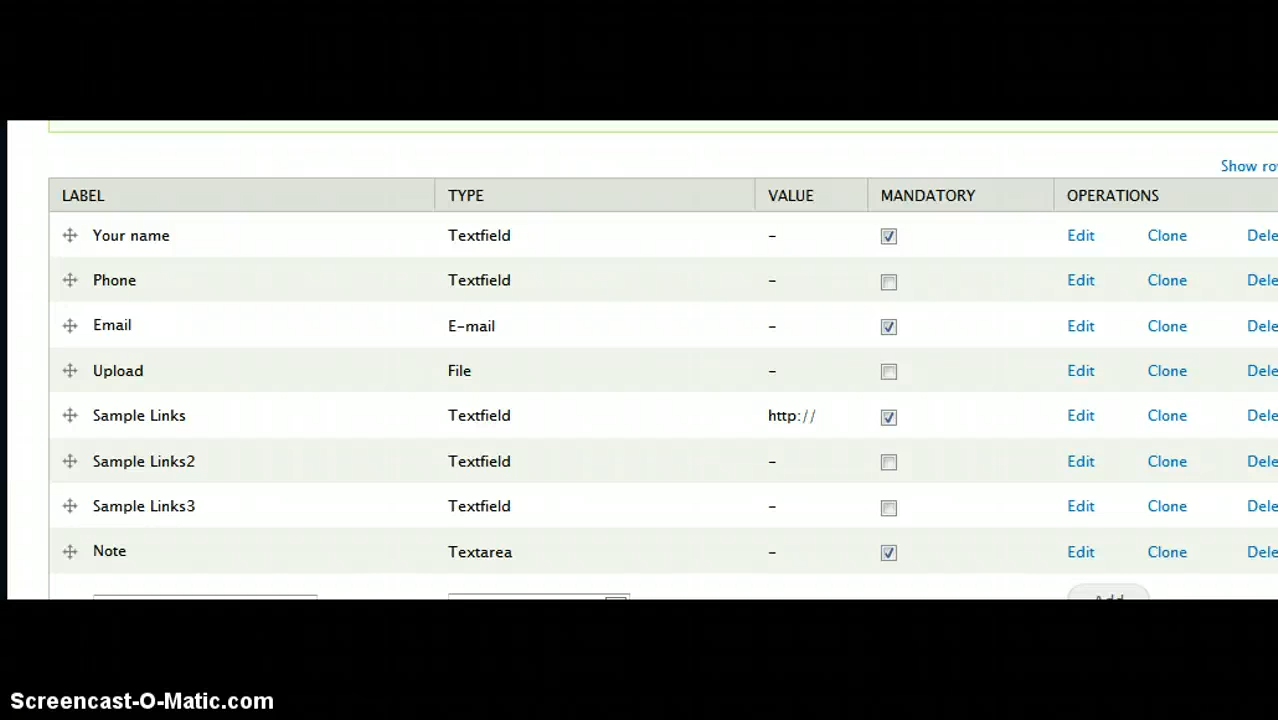 Show ro
LABEL TYPE VALUE MANDATORY OPERATIONS
Your name Textfield – Edit Clone Dele
Phone Textfield – Edit Clone Dele
Email E-mail – Edit Clone Dele
Upload File – Edit Clone Dele
Sample Links Textfield http:// Edit Clone Dele
Sample Links2 Textfield – Edit Clone Dele
Sample Links3 Textfield – Edit Clone Dele
Note Textarea – Edit Clone Dele
Add
Screencast-O-Matic.com